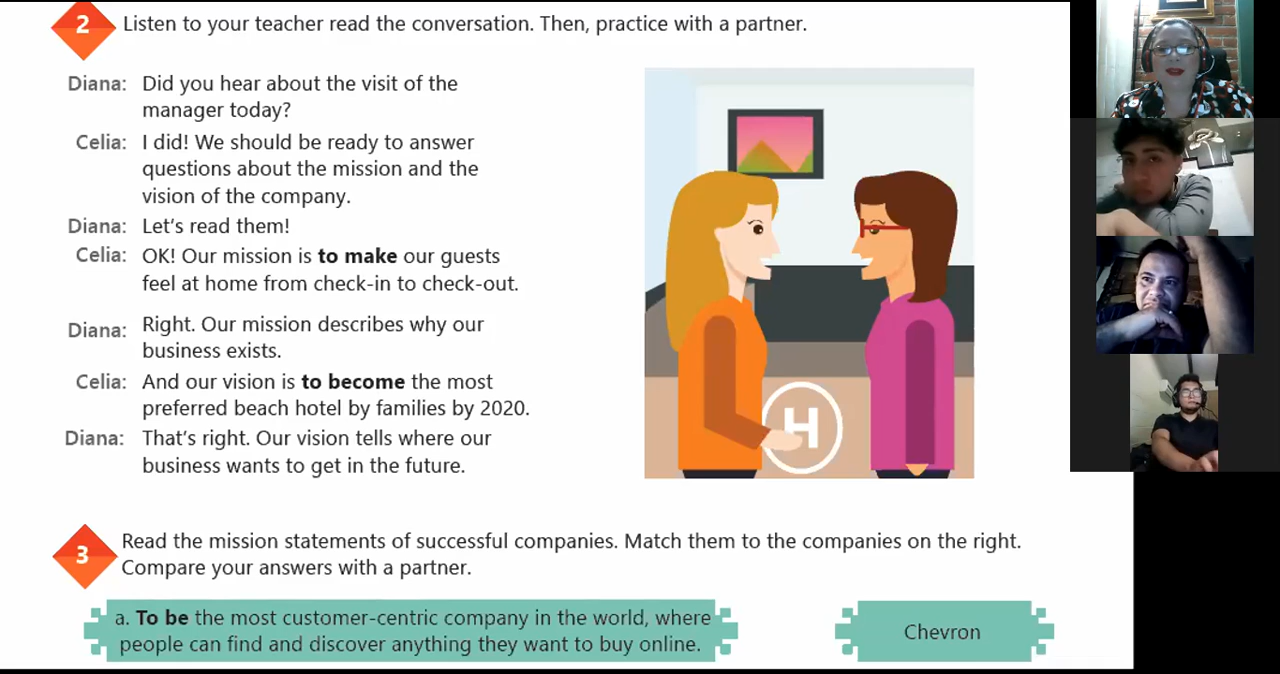 2 Listen to your teacher read the conversation. Then, practice with a partner.
Diana: Did you hear about the visit of the
manager today?
Celia: I did! We should be ready to answer
questions about the mission and the
vision of the company.
Diana: Let's read them!
Celia: OK! Our mission is to make our guests
feel at home from check-in to check-out.
Diana: Right. Our mission describes why our
business exists.
Celia: And our vision is to become the most
preferred beach hotel by families by 2020.
Diana: That's right. Our vision tells where our
business wants to get in the future.
H
3 Read the mission statements of successful companies. Match them to the companies on the right.
Compare your answers with a partner.
a. To be the most customer-centric company in the world, where
people can find and discover anything they want to buy online.
Chevron